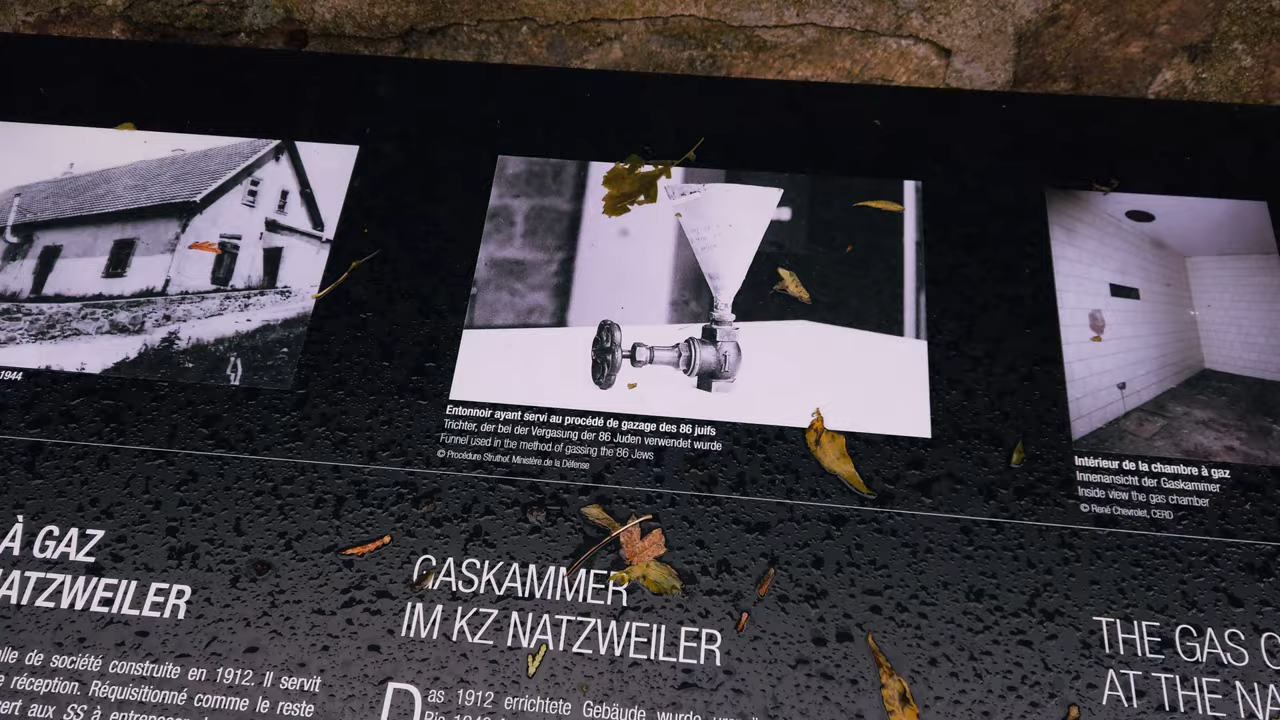 1944
Entonnoir ayant servi au procédé de gazage des 86 juifs
Trichter, der bei der Vergasung der 86 Juden verwendet wurde
Funnel used in the method of gassing the 86 Jews
© Procédure Struthof. Ministère de la Défense
Intérieur de la chambre à gaz
Innenansicht der Gaskammer
Inside view the gas chamber
© René Chevrolet, CERD
À GAZ
NATZWEILER
lle de société construite en 1912. Il servit
réception. Réquisitionné comme le reste
ert aux SS à
GASKAMMER
IM KZ NATZWEILER
Das 1912 errichtete Gebäude wurde
THE GAS
AT THE NA